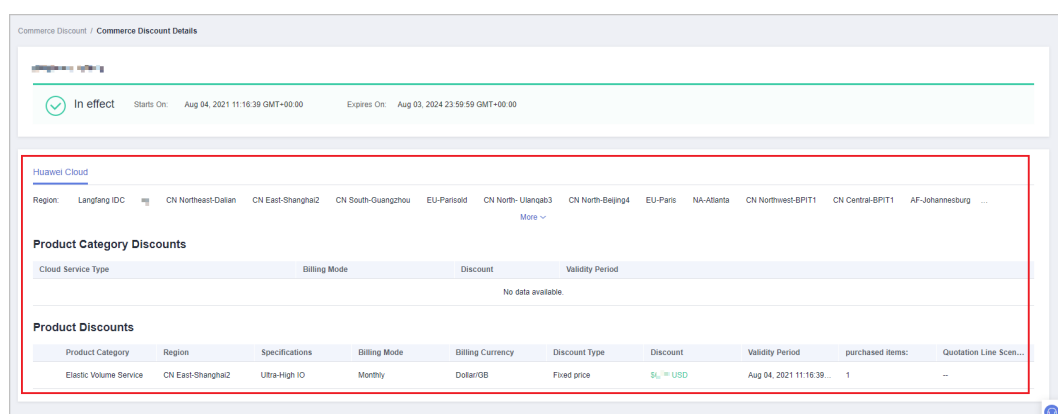 Commerce Discount / Commerce Discount Details
In effect Starts On: Aug 04, 2021 11:16:39 GMT+00:00 Expires On: Aug 03, 2024 23:59:59 GMT+00:00
Huawei Cloud
Region: Langfang IDC CN Northeast-Dalian CN East-Shanghai2 CN South-Guangzhou EU-Parisold CN North- Ulanqab3 CN North-Beijing4 EU-Paris NA-Atlanta CN Northwest-BPIT1 CN Central-BPIT1 AF-Johannesburg ...
More
Product Category Discounts
Cloud Service Type Billing Mode Discount Validity Period
No data available.
Product Discounts
Product Category Region Specifications Billing Mode Billing Currency Discount Type Discount Validity Period purchased items: Quotation Line Scen...
Elastic Volume Service CN East-Shanghai2 Ultra-High IO Monthly Dollar/GB Fixed price USD Aug 04, 2021 11:16:39... 1 --